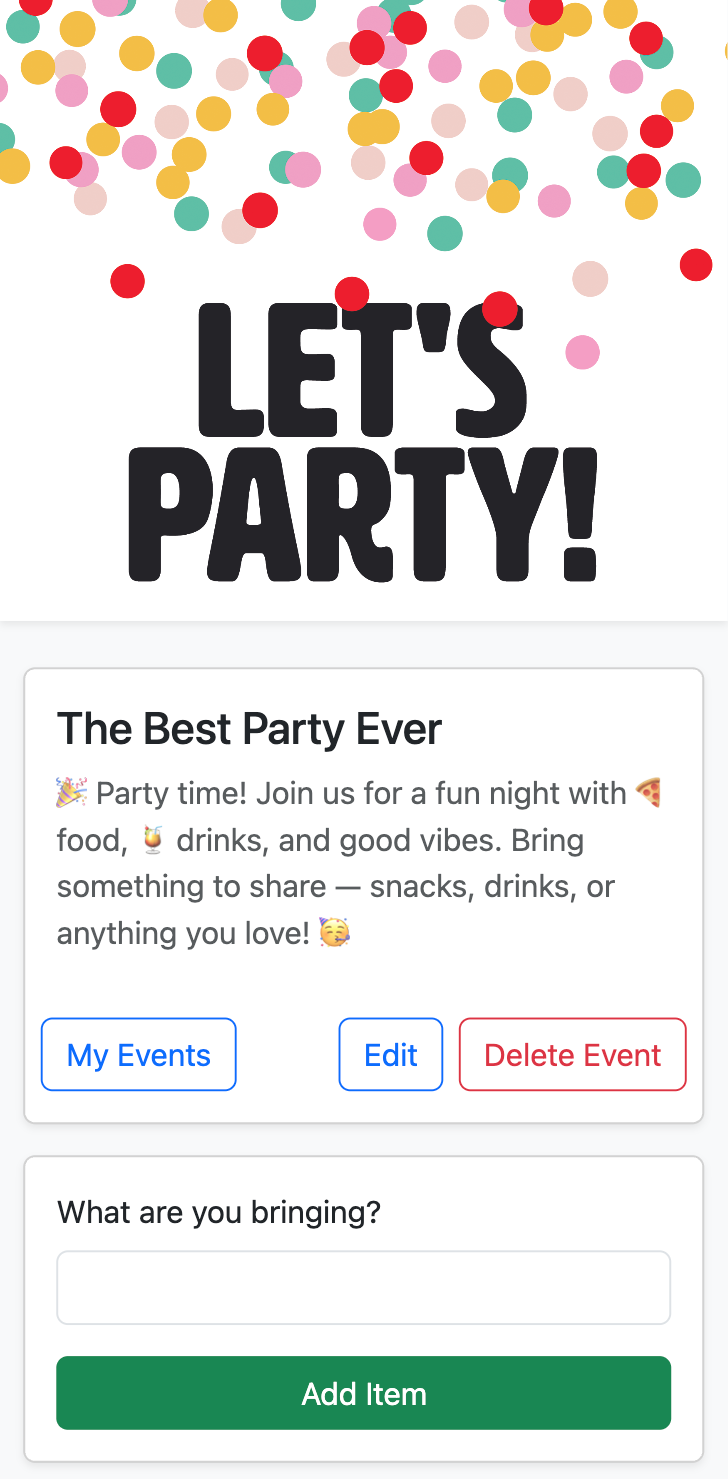 LET'S
PARTY!
The Best Party Ever
🎉 Party time! Join us for a fun night with 🍕
food, 🍹 drinks, and good vibes. Bring
something to share — snacks, drinks, or
anything you love! 🥳
My Events Edit Delete Event
What are you bringing?
Add Item